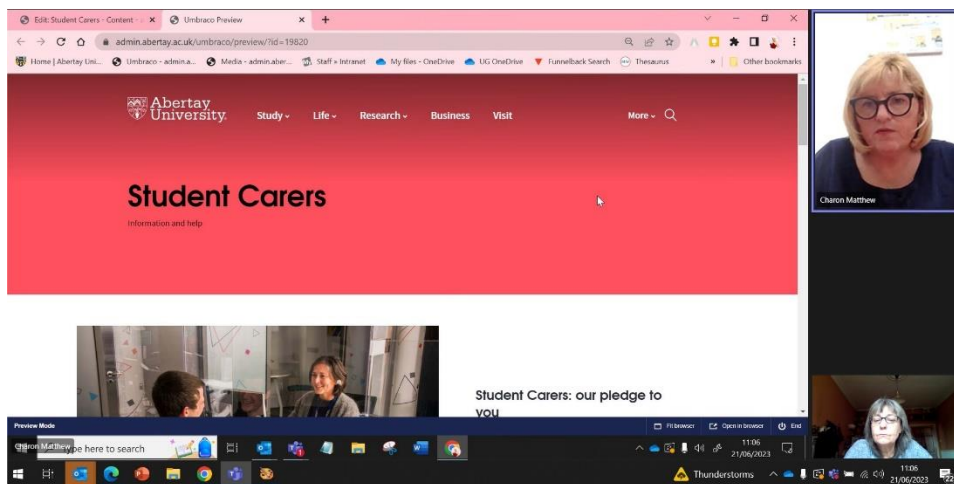 Edit: Student Carers - Content -
Umbraco Preview
admin.abertay.ac.uk/umbraco/preview/?id=19820
Home | Abertay Uni...
Umbraco - admin.a...
Media - admin.aber...
Staff » Intranet
My files - OneDrive
UG OneDrive
Funnelback Search
Thesaurus
»
Other bookmarks
Abertay
University.
Study
Life
Research
Business
Visit
More
Student Carers
Information and help
Student Carers: our pledge to
you
Charon Matthew
Preview Mode
Fit browser
Open in browser
End
Charon Matthew
pe here to search
11:06
21/06/2023
Thunderstorms
11:06
21/06/2023
22